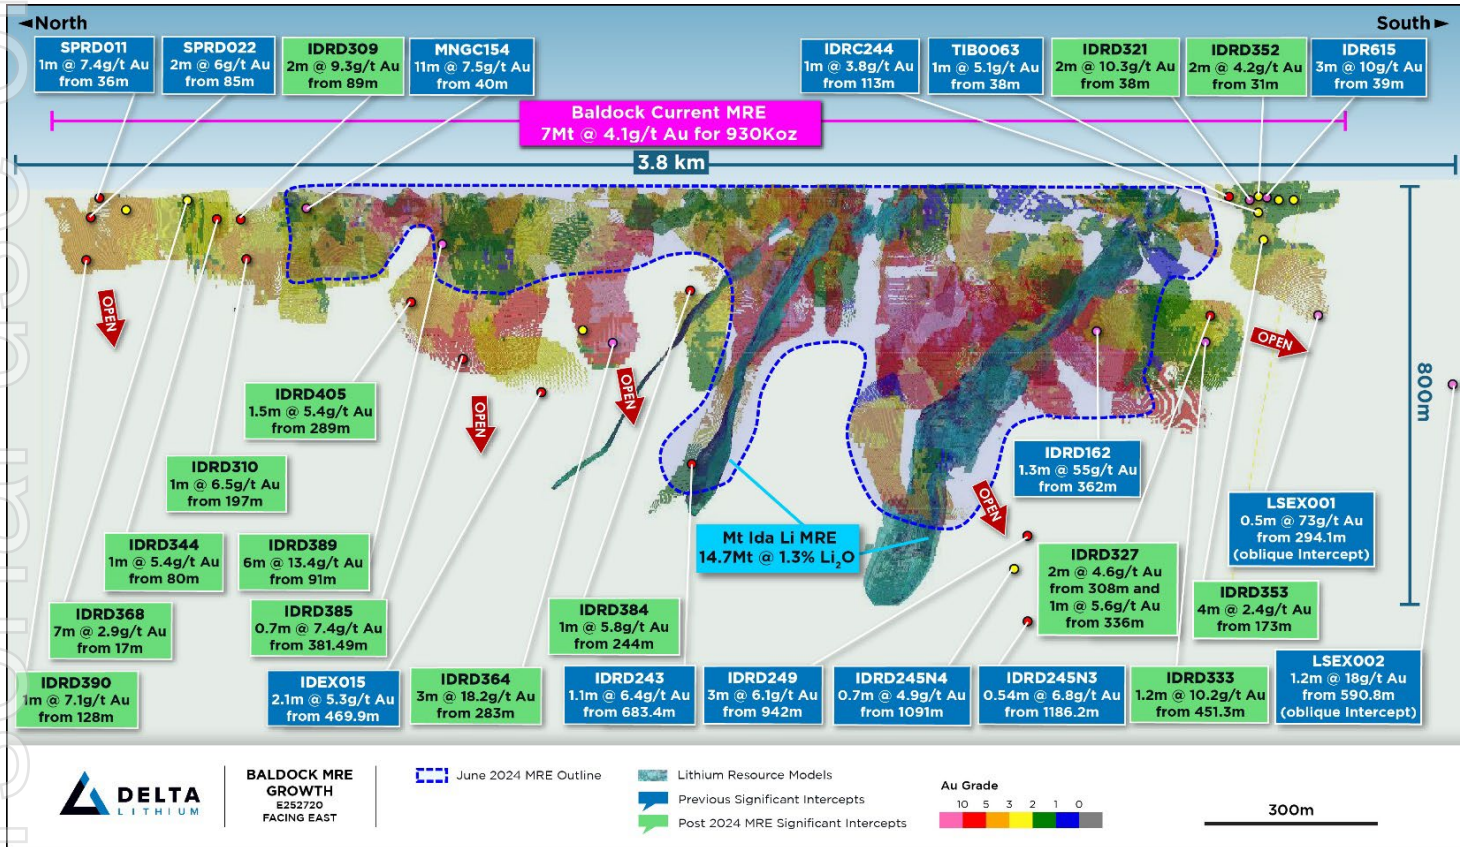 ◄North
South►
SPRD011
1m @ 7.4g/t Au
from 36m
SPRD022
2m @ 6g/t Au
from 85m
IDRD309
2m @ 9.3g/t Au
from 89m
MNGC154
11m @ 7.5g/t Au
from 40m
IDRC244
1m @ 3.8g/t Au
from 113m
TIB0063
1m @ 5.1g/t Au
from 38m
IDRD321
2m @ 10.3g/t Au
from 38m
IDRD352
2m @ 4.2g/t Au
from 31m
IDR615
3m @ 10g/t Au
from 39m
Baldock Current MRE
7Mt @ 4.1g/t Au for 930Koz
3.8 km
800m
OPEN
OPEN
OPEN
OPEN
OPEN
IDRD405
1.5m @ 5.4g/t Au
from 289m
IDRD310
1m @ 6.5g/t Au
from 197m
IDRD162
1.3m @ 55g/t Au
from 362m
LSEX001
0.5m @ 73g/t Au
from 294.1m
(oblique Intercept)
Mt Ida Li MRE
14.7Mt @ 1.3% Li₂O
IDRD344
1m @ 5.4g/t Au
from 80m
IDRD389
6m @ 13.4g/t Au
from 91m
IDRD327
2m @ 4.6g/t Au
from 308m and
1m @ 5.6g/t Au
from 336m
IDRD353
4m @ 2.4g/t Au
from 173m
IDRD368
7m @ 2.9g/t Au
from 17m
IDRD385
0.7m @ 7.4g/t Au
from 381.49m
IDRD384
1m @ 5.8g/t Au
from 244m
IDRD390
1m @ 7.1g/t Au
from 128m
IDEX015
2.1m @ 5.3g/t Au
from 469.9m
IDRD364
3m @ 18.2g/t Au
from 283m
IDRD243
1.1m @ 6.4g/t Au
from 683.4m
IDRD249
3m @ 6.1g/t Au
from 942m
IDRD245N4
0.7m @ 4.9g/t Au
from 1091m
IDRD245N3
0.54m @ 6.8g/t Au
from 1186.2m
IDRD333
1.2m @ 10.2g/t Au
from 451.3m
LSEX002
1.2m @ 18g/t Au
from 590.8m
(oblique Intercept)
DELTA
LITHIUM
BALDOCK MRE
GROWTH
E252720
FACING EAST
June 2024 MRE Outline
Lithium Resource Models
Previous Significant Intercepts
Post 2024 MRE Significant Intercepts
Au Grade
10 5 3 2 1 0
300m